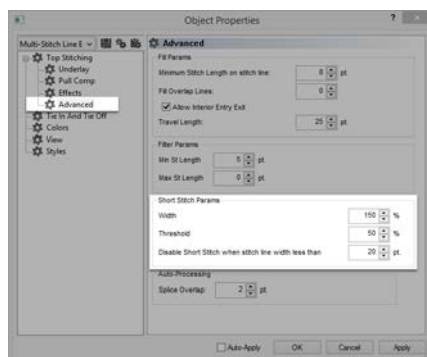 Object Properties
?
Multi-Stitch Line E
Top Stitching
Underlay
Pull Comp
Effects
Advanced
Tie In And Tie Off
Colors
View
Styles
Advanced
Fill Params
Minimum Stitch Length on stitch line:
8 pt
Fill Overlap Lines:
0
Allow Interior Entry Exit
Travel Length:
25 pt
Filter Params
Min St Length 5 pt
Max St Length 0 pt
Short Stitch Params
Width 150 %
Threshold 50 %
Disable Short Stitch when stitch line width less than 20 pt.
Auto-Processing
Splice Overlap: 2 pt
Auto-Apply OK Cancel Apply